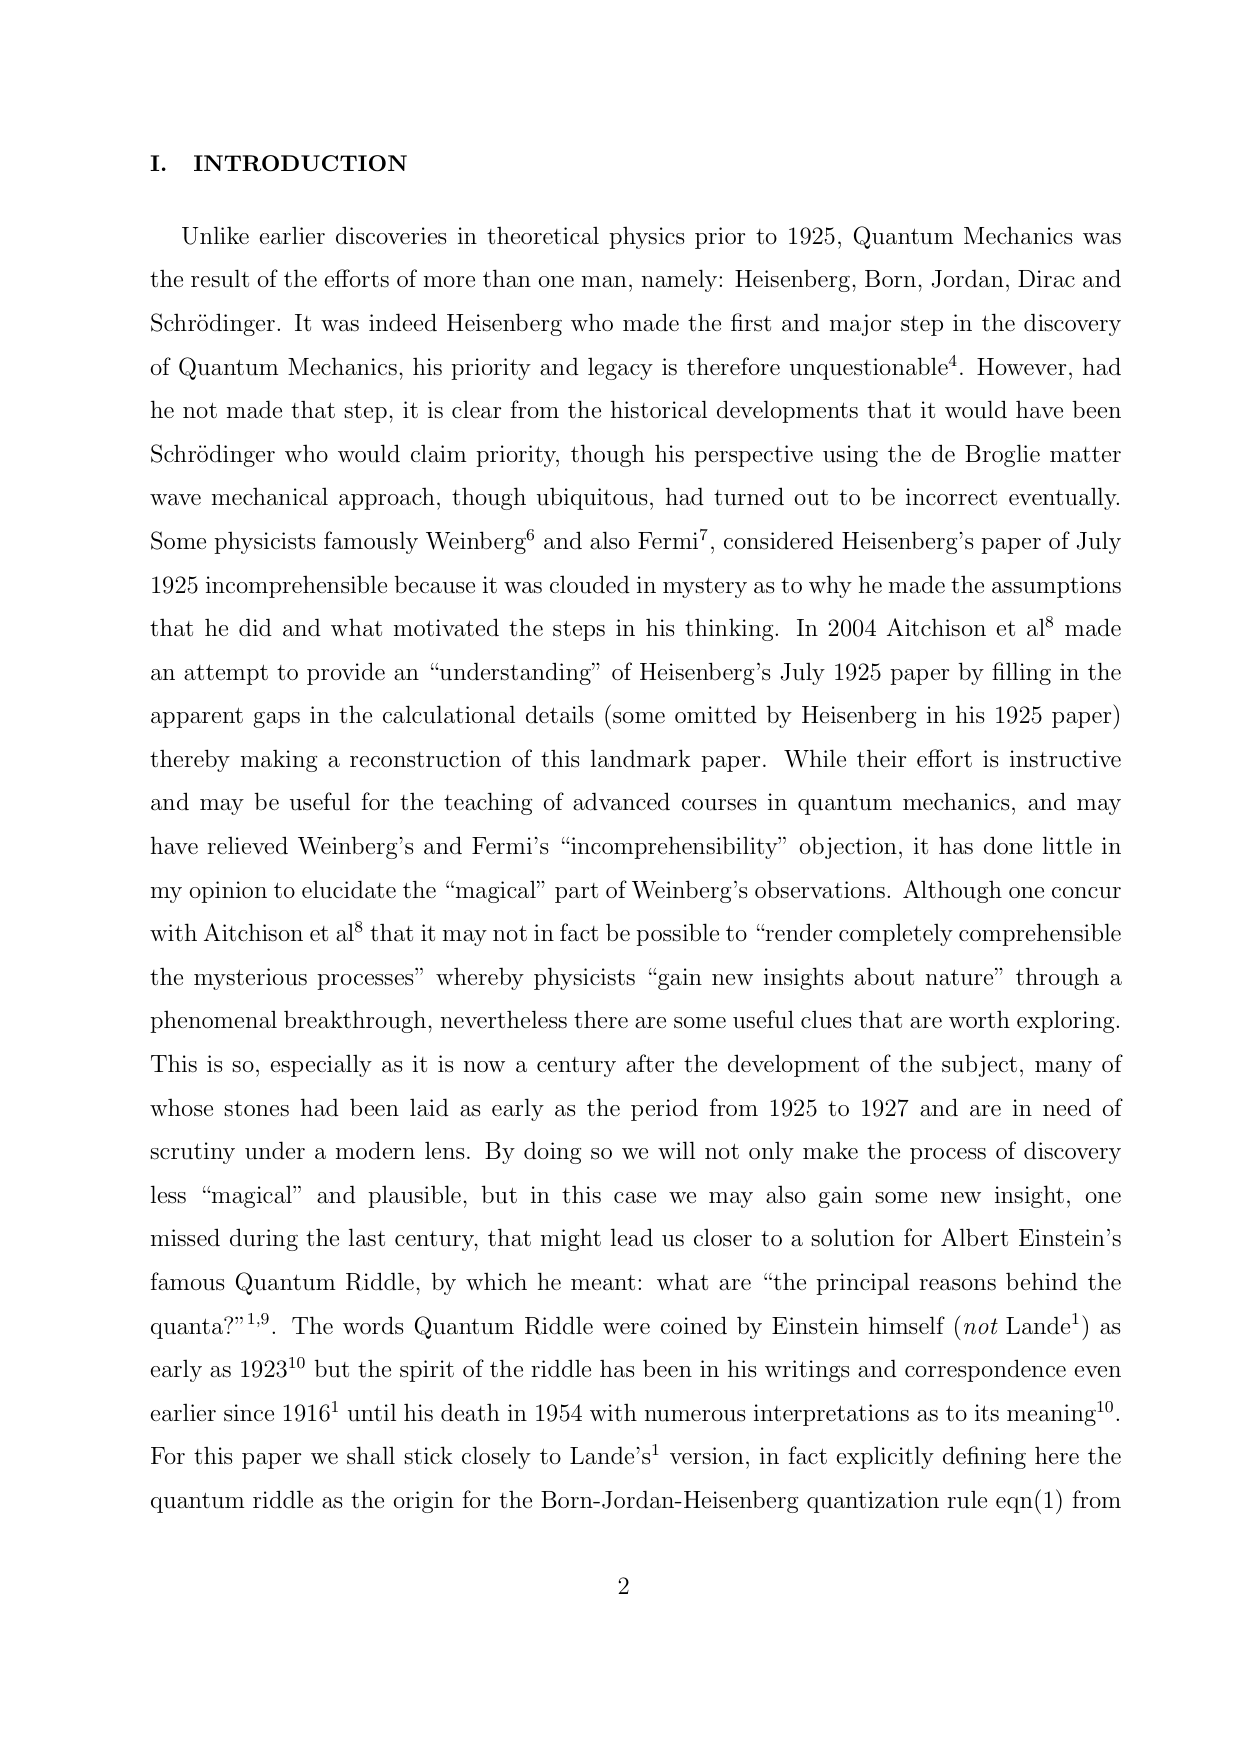 I. INTRODUCTION
Unlike earlier discoveries in theoretical physics prior to 1925, Quantum Mechanics was
the result of the efforts of more than one man, namely: Heisenberg, Born, Jordan, Dirac and
Schrödinger. It was indeed Heisenberg who made the first and major step in the discovery
of Quantum Mechanics, his priority and legacy is therefore unquestionable⁴. However, had
he not made that step, it is clear from the historical developments that it would have been
Schrödinger who would claim priority, though his perspective using the de Broglie matter
wave mechanical approach, though ubiquitous, had turned out to be incorrect eventually.
Some physicists famously Weinberg⁶ and also Fermi⁷, considered Heisenberg’s paper of July
1925 incomprehensible because it was clouded in mystery as to why he made the assumptions
that he did and what motivated the steps in his thinking. In 2004 Aitchison et al⁸ made
an attempt to provide an “understanding” of Heisenberg’s July 1925 paper by filling in the
apparent gaps in the calculational details (some omitted by Heisenberg in his 1925 paper)
thereby making a reconstruction of this landmark paper. While their effort is instructive
and may be useful for the teaching of advanced courses in quantum mechanics, and may
have relieved Weinberg’s and Fermi’s “incomprehensibility” objection, it has done little in
my opinion to elucidate the “magical” part of Weinberg’s observations. Although one concur
with Aitchison et al⁸ that it may not in fact be possible to “render completely comprehensible
the mysterious processes” whereby physicists “gain new insights about nature” through a
phenomenal breakthrough, nevertheless there are some useful clues that are worth exploring.
This is so, especially as it is now a century after the development of the subject, many of
whose stones had been laid as early as the period from 1925 to 1927 and are in need of
scrutiny under a modern lens. By doing so we will not only make the process of discovery
less “magical” and plausible, but in this case we may also gain some new insight, one
missed during the last century, that might lead us closer to a solution for Albert Einstein’s
famous Quantum Riddle, by which he meant: what are “the principal reasons behind the
quanta?”¹,⁹. The words Quantum Riddle were coined by Einstein himself (not Lande¹) as
early as 1923¹⁰ but the spirit of the riddle has been in his writings and correspondence even
earlier since 1916¹ until his death in 1954 with numerous interpretations as to its meaning¹⁰.
For this paper we shall stick closely to Lande’s¹ version, in fact explicitly defining here the
quantum riddle as the origin for the Born-Jordan-Heisenberg quantization rule eqn(1) from
2